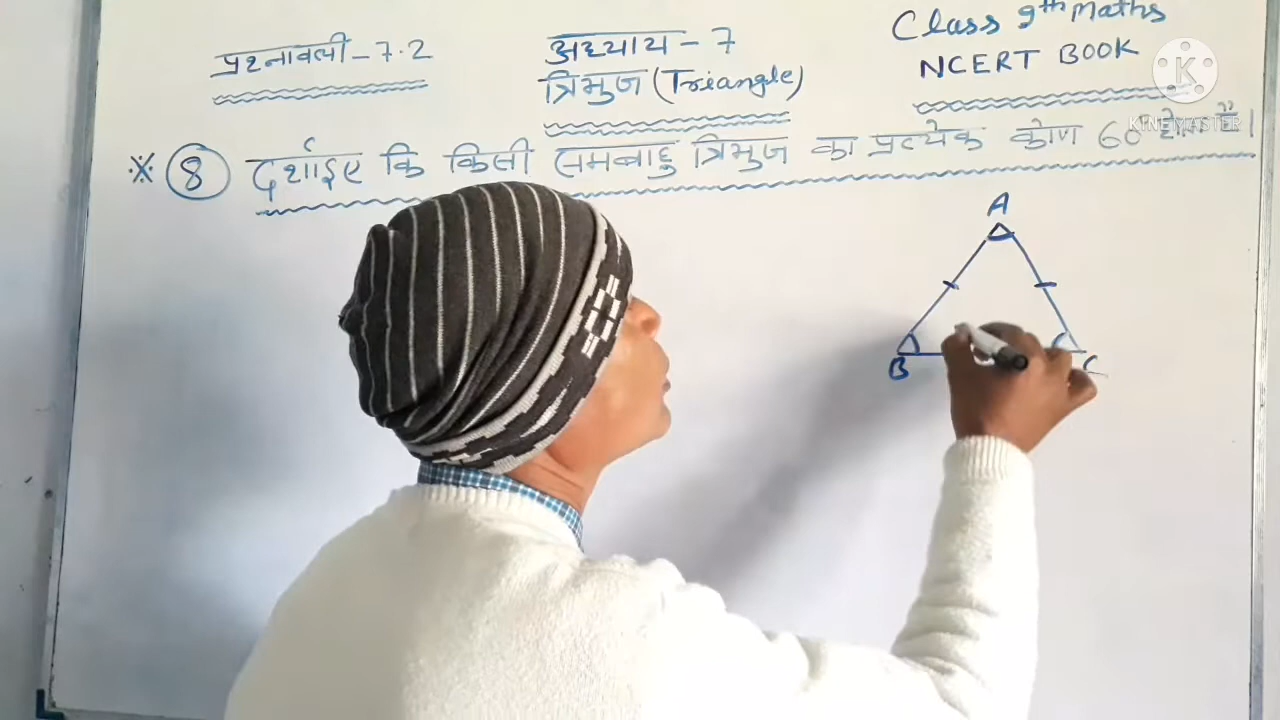 प्रश्नावली - 7.2
अध्याय - 7
त्रिभुज (Triangle)
Class 9th Maths
NCERT BOOK
K
KINEMASTER
※ 8 दर्शाइए कि किसी समबाहु त्रिभुज का प्रत्येक कोण 60°
A
B
C